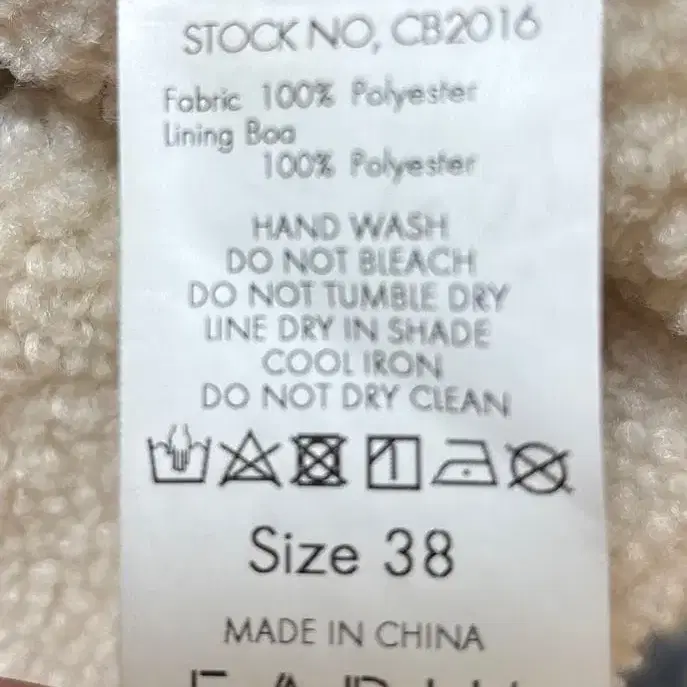 STOCK NO, CB2016
Fabric 100% Polyester
Lining Boa
100% Polyester
HAND WASH
DO NOT BLEACH
DO NOT TUMBLE DRY
LINE DRY IN SHADE
COOL IRON
DO NOT DRY CLEAN
Size 38
MADE IN CHINA